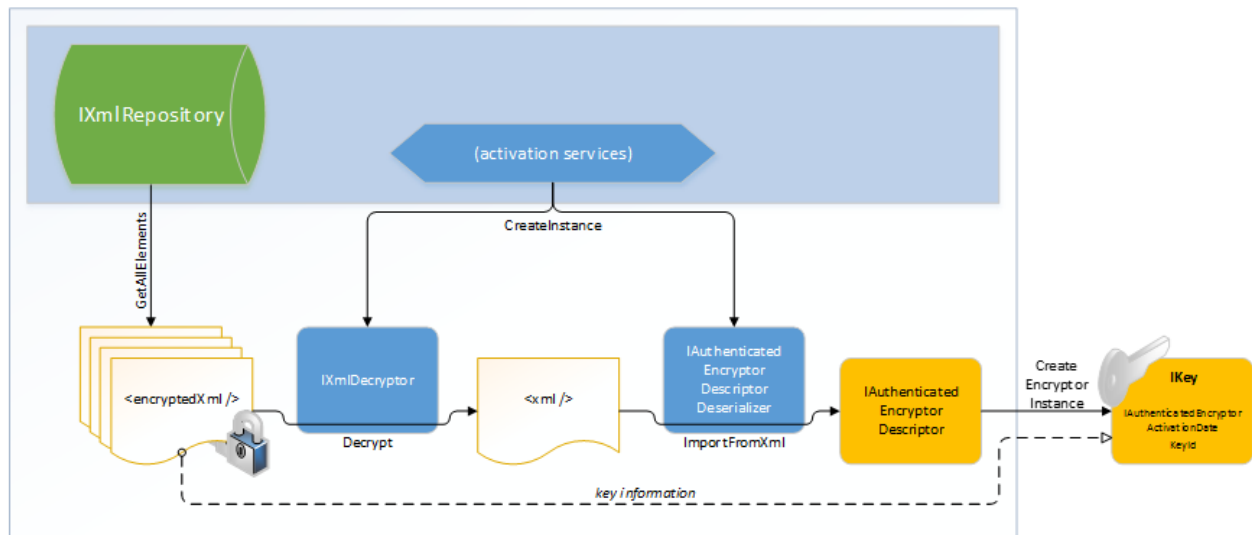 IXmlRepository
(activation services)
CreateInstance
GetAllElements
<encryptedXml />
IXmlDecryptor
Decrypt
<xml />
IAuthenticated
Encryptor
Descriptor
Deserializer
ImportFromXml
IAuthenticated
Encryptor
Descriptor
Create
Encryptor
Instance
IKey
IAuthenticatedEncryptor
ActivationDate
KeyId
key information